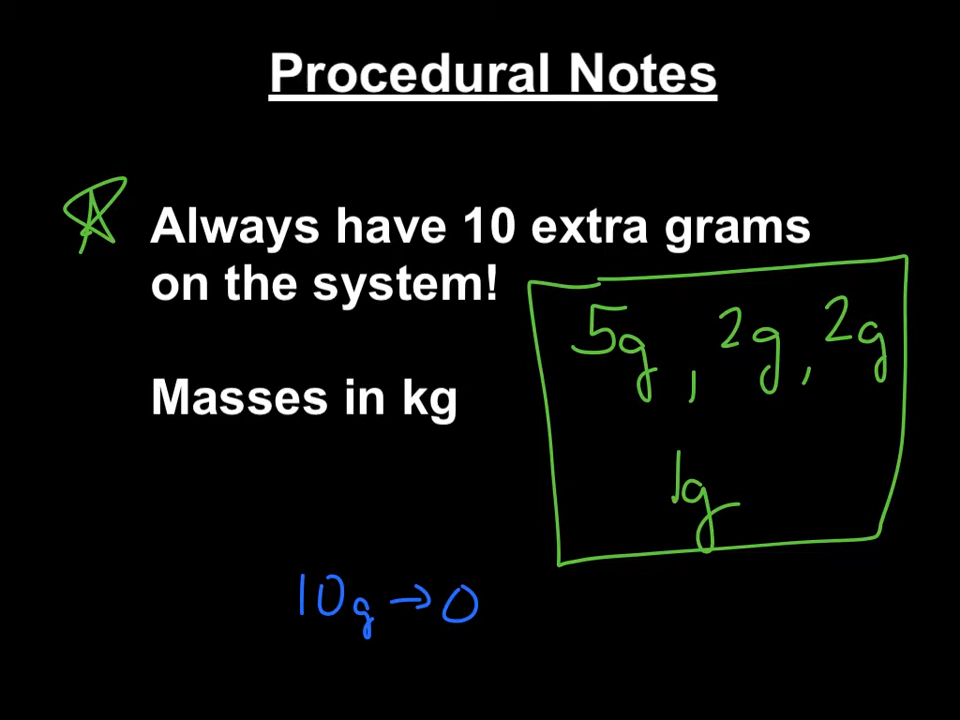 Procedural Notes
Always have 10 extra grams
on the system!
5g, 2g, 2g
Masses in kg
1g
10g → 0